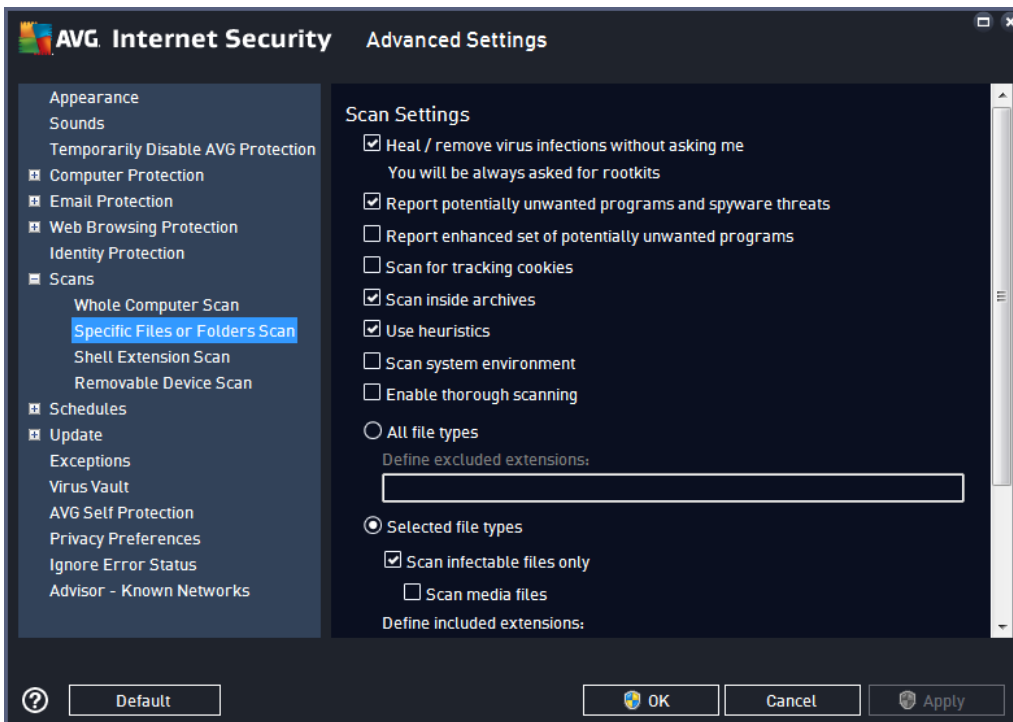 AVG. Internet Security Advanced Settings
Appearance
Sounds
Temporarily Disable AVG Protection
Computer Protection
Email Protection
Web Browsing Protection
Identity Protection
Scans
Whole Computer Scan
Specific Files or Folders Scan
Shell Extension Scan
Removable Device Scan
Schedules
Update
Exceptions
Virus Vault
AVG Self Protection
Privacy Preferences
Ignore Error Status
Advisor - Known Networks
Scan Settings
Heal / remove virus infections without asking me
You will be always asked for rootkits
Report potentially unwanted programs and spyware threats
Report enhanced set of potentially unwanted programs
Scan for tracking cookies
Scan inside archives
Use heuristics
Scan system environment
Enable thorough scanning
All file types
Define excluded extensions:
Selected file types
Scan infectable files only
Scan media files
Define included extensions:
? Default OK Cancel Apply